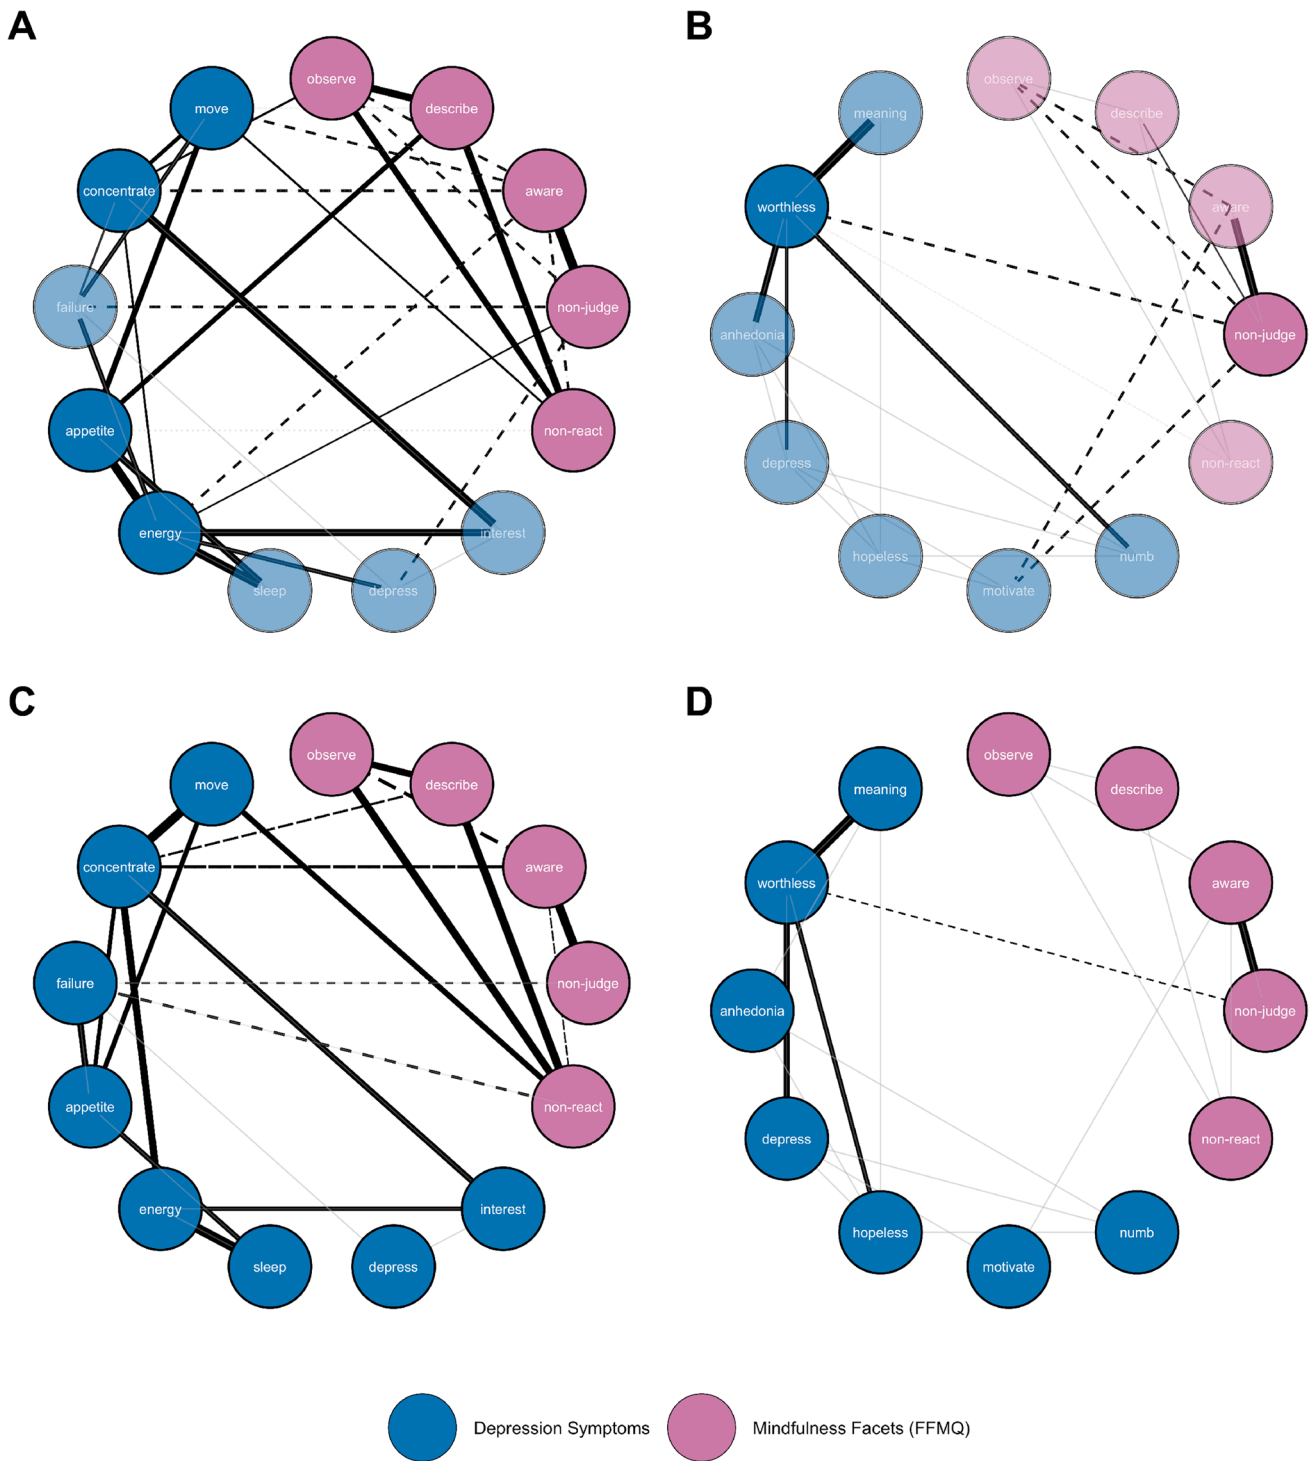 A
observe
move
describe
concentrate
aware
failure
non-judge
appetite
non-react
energy
interest
sleep
depress
B
observe
meaning
describe
worthless
aware
anhedonia
non-judge
depress
non-react
hopeless
numb
motivate
C
observe
move
describe
concentrate
aware
failure
non-judge
appetite
non-react
energy
interest
sleep
depress
D
observe
meaning
describe
worthless
aware
anhedonia
non-judge
depress
non-react
hopeless
numb
motivate
Depression Symptoms
Mindfulness Facets (FFMQ)